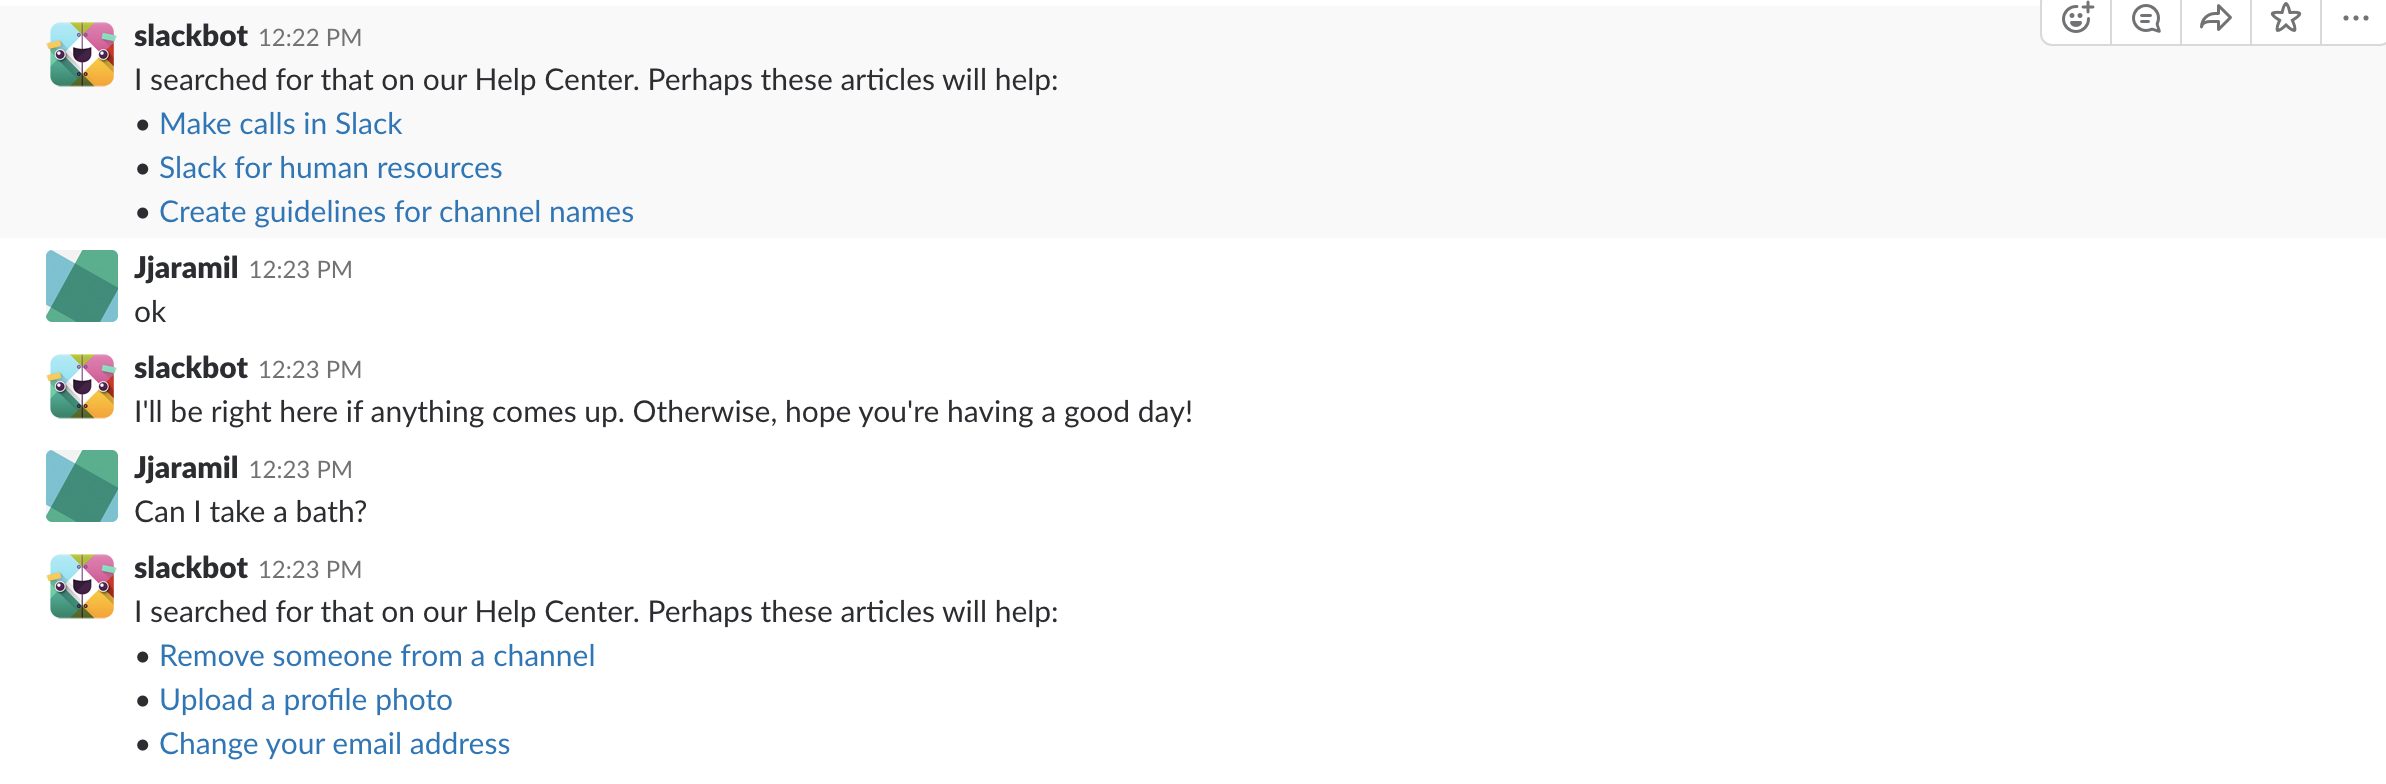 slackbot 12:22 PM
I searched for that on our Help Center. Perhaps these articles will help:
• Make calls in Slack
• Slack for human resources
• Create guidelines for channel names
Jjaramil 12:23 PM
ok
slackbot 12:23 PM
I'll be right here if anything comes up. Otherwise, hope you're having a good day!
Jjaramil 12:23 PM
Can I take a bath?
slackbot 12:23 PM
I searched for that on our Help Center. Perhaps these articles will help:
• Remove someone from a channel
• Upload a profile photo
• Change your email address